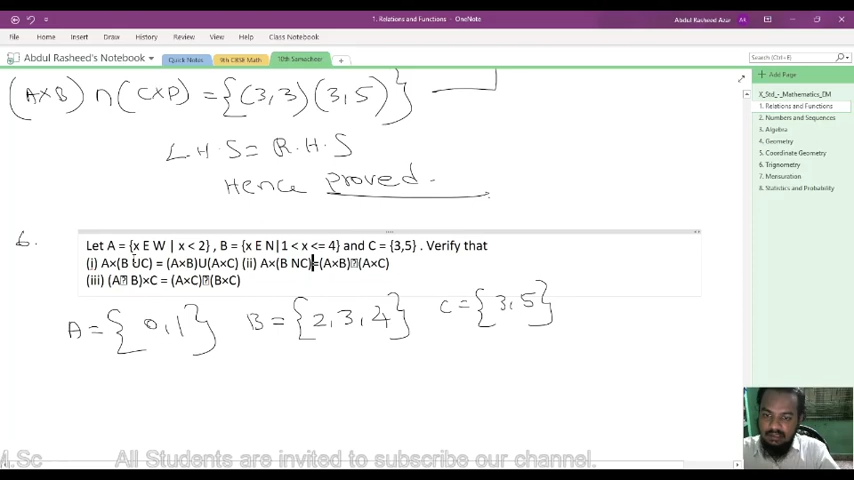 1. Relations and Functions - OneNote
Abdul Rasheed Azar
File Home Insert Draw History Review View Help Class Notebook
Abdul Rasheed's Notebook Quick Notes 9th CBSE Math 10th Samacheer
Search (Ctrl+E)
Add Page
X_Std_-_Mathematics_EM
1. Relations and Functions
2. Numbers and Sequences
3. Algebra
4. Geometry
5. Coordinate Geometry
6. Trigonometry
7. Mensuration
8. Statistics and Probability
(A×B) ∩ (C×D) = {(3,3)(3,5)}
L.H.S = R.H.S
Hence proved.
6.
Let A = {x E W | x < 2} , B = {x E N|1 < x <= 4} and C = {3,5} . Verify that
(i) A×(B UC) = (A×B)U(A×C) (ii) A×(B NC)=(A×B)(A×C)
(iii) (A B)×C = (A×C)(B×C)
A = {0,1} B = {2,3,4} C = {3,5}
M.Sc All Students are invited to subscribe our channel.